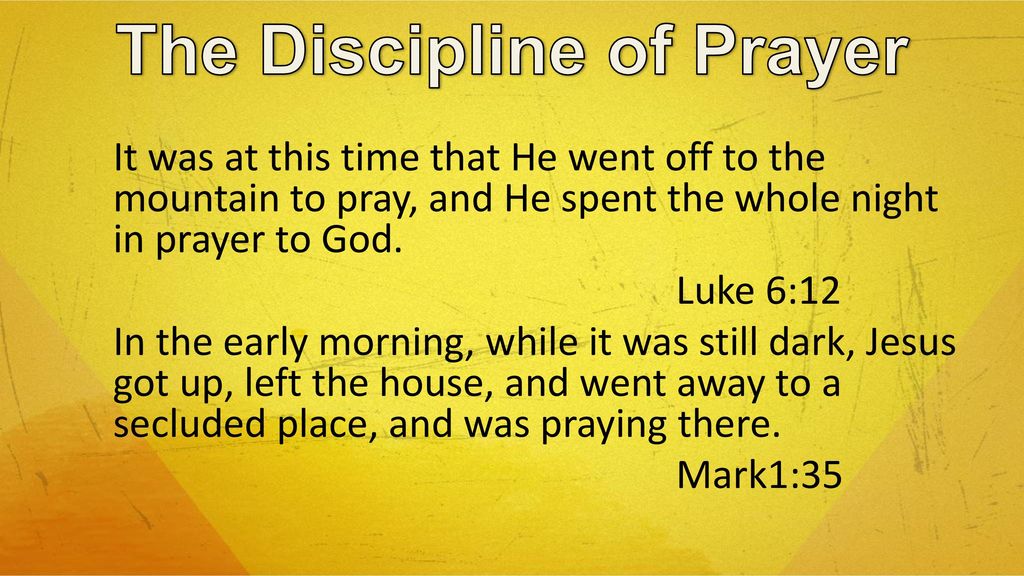 The Discipline of Prayer
It was at this time that He went off to the
mountain to pray, and He spent the whole night
in prayer to God.
Luke 6:12
In the early morning, while it was still dark, Jesus
got up, left the house, and went away to a
secluded place, and was praying there.
Mark1:35